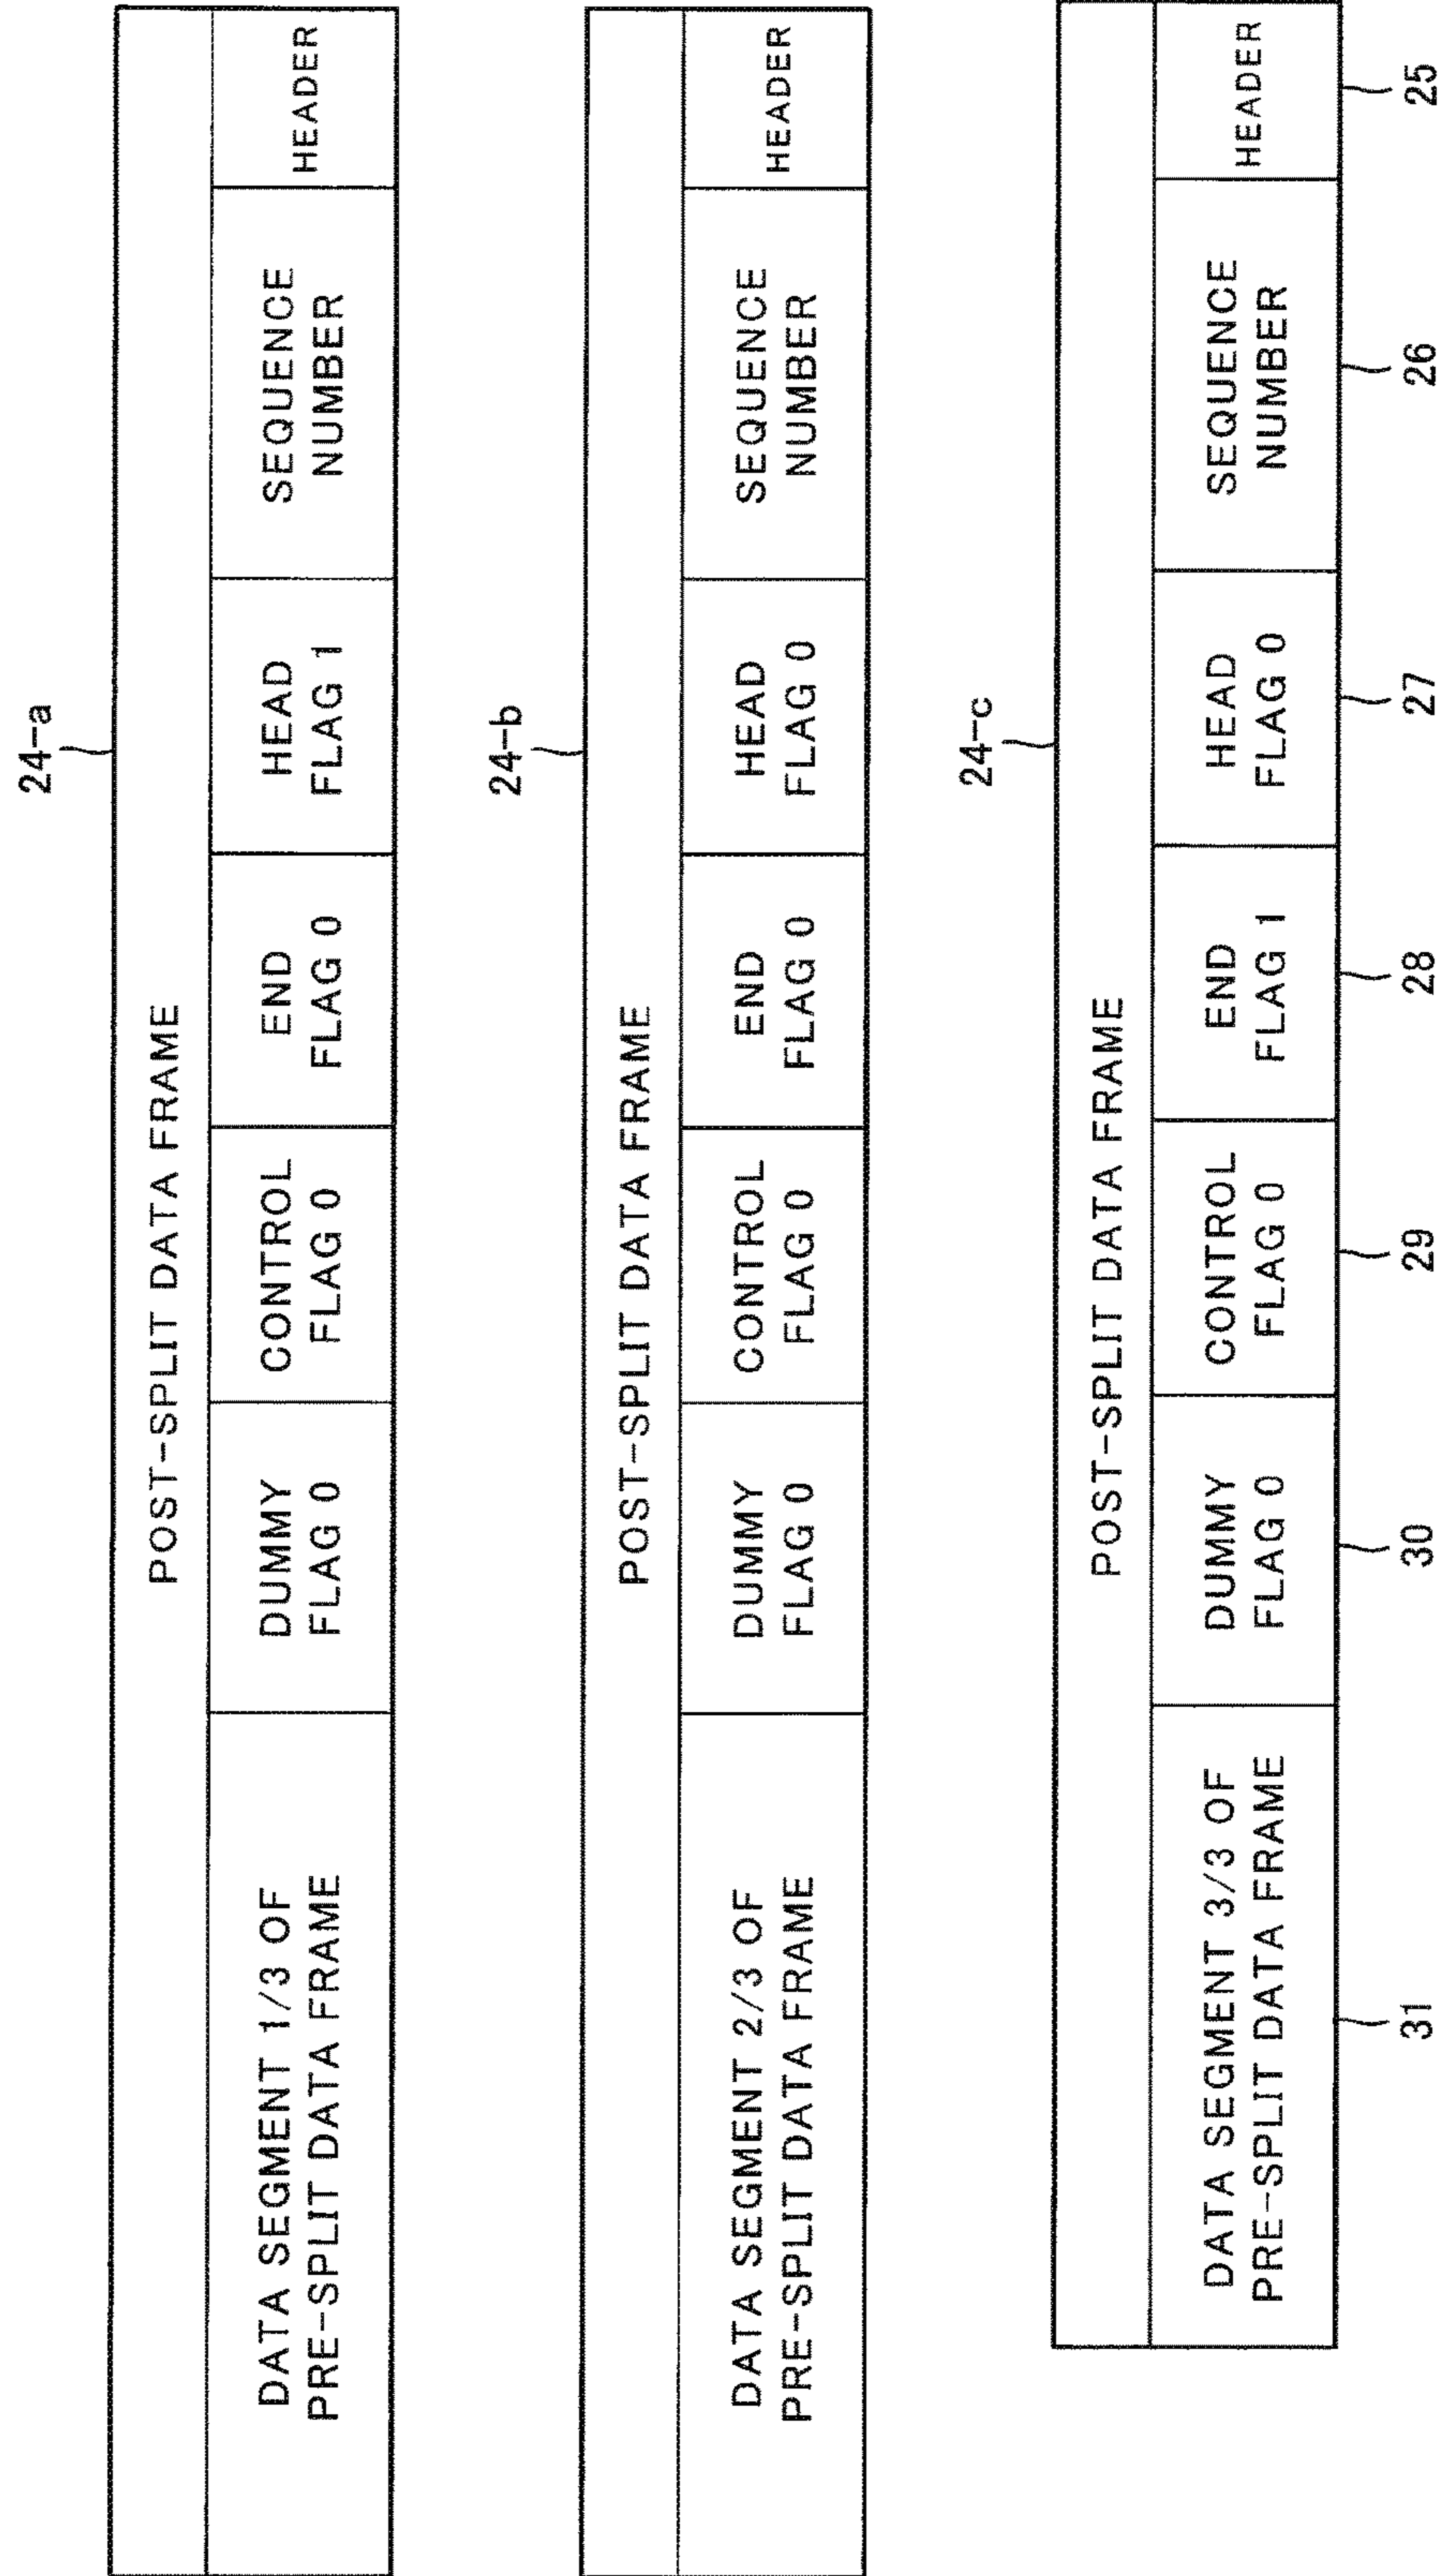 24-a
POST-SPLIT DATA FRAME
DATA SEGMENT 1/3 OF
PRE-SPLIT DATA FRAME
DUMMY
FLAG 0
CONTROL
FLAG 0
END
FLAG 0
HEAD
FLAG 1
SEQUENCE
NUMBER
HEADER
24-b
POST-SPLIT DATA FRAME
DATA SEGMENT 2/3 OF
PRE-SPLIT DATA FRAME
DUMMY
FLAG 0
CONTROL
FLAG 0
END
FLAG 0
HEAD
FLAG 0
SEQUENCE
NUMBER
HEADER
24-c
POST-SPLIT DATA FRAME
DATA SEGMENT 3/3 OF
PRE-SPLIT DATA FRAME
DUMMY
FLAG 0
CONTROL
FLAG 0
END
FLAG 1
HEAD
FLAG 0
SEQUENCE
NUMBER
HEADER
31
30
29
28
27
26
25